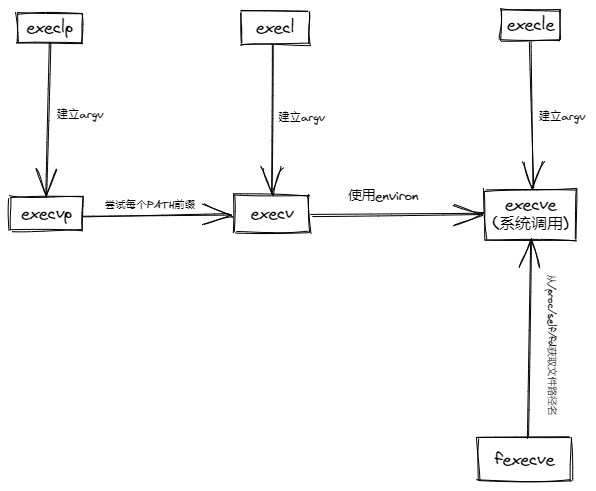 execlp
execl
execle
建立argv
建立argv
建立argv
execvp
尝试每个PATH前缀
execv
使用environ
execve
(系统调用)
从/proc/self/fd获取文件路径名
fexecve